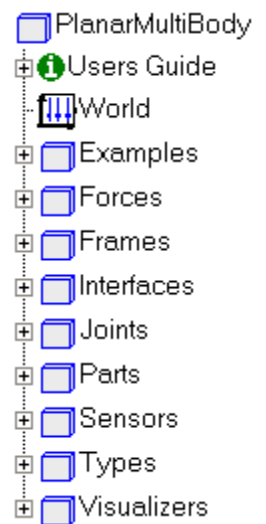 PlanarMultiBody
Users Guide
World
Examples
Forces
Frames
Interfaces
Joints
Parts
Sensors
Types
Visualizers